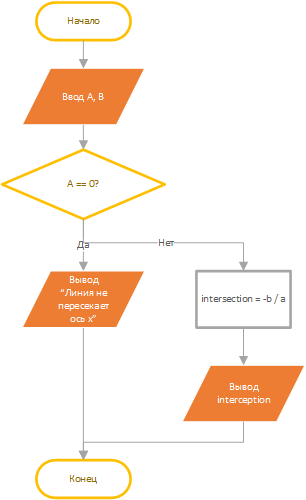 Начало
Ввод A, B
A == 0?
Да
Нет
Вывод
“Линия не
пересекает
ось x”
intersection = -b / a
Вывод
interception
Конец